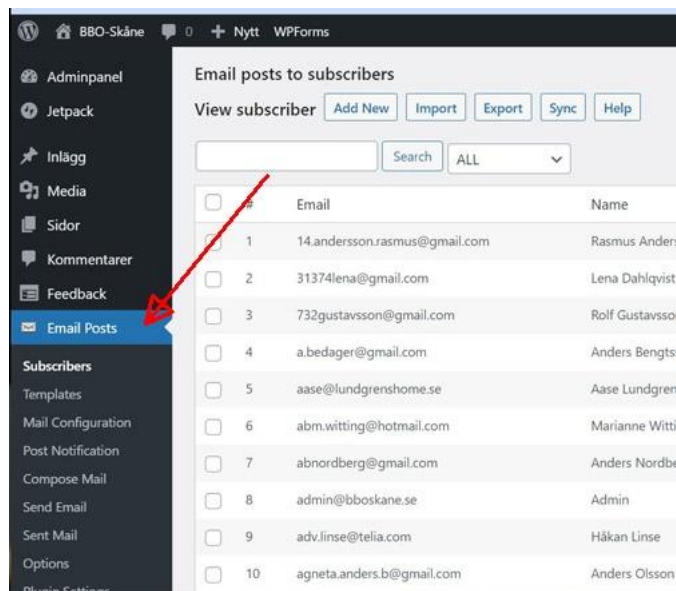 BBO-Skåne 0 + Nytt WPForms
Adminpanel
Jetpack
Inlägg
Media
Sidor
Kommentarer
Feedback
Email Posts
Subscribers
Templates
Mail Configuration
Post Notification
Compose Mail
Send Email
Sent Mail
Options
Plugin Settings
Email posts to subscribers
View subscriber Add New Import Export Sync Help
Search ALL
# Email Name
1 14.andersson.rasmus@gmail.com Rasmus Anders
2 31374lena@gmail.com Lena Dahlqvist
3 732gustavsson@gmail.com Rolf Gustavsso
4 a.bedager@gmail.com Anders Bengts
5 aase@lundgrenshome.se Aase Lundgren
6 abm.witting@hotmail.com Marianne Witti
7 abnordberg@gmail.com Anders Nordbe
8 admin@bboskane.se Admin
9 adv.linse@telia.com Håkan Linse
10 agneta.anders.b@gmail.com Anders Olsson